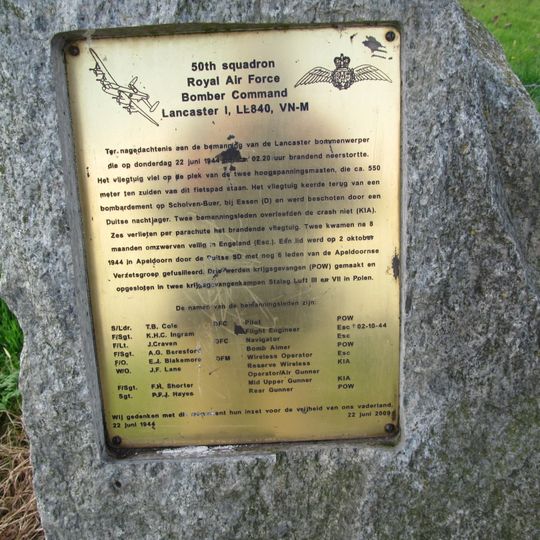 50th squadron
Royal Air Force
Bomber Command
Lancaster I, LL840, VN-M
Ter nagedachtenis aan de bemanning van de Lancaster bommenwerper
die op donderdag 22 juni 1944 02.20 uur brandend neerstortte.
Het vliegtuig viel op de plek van de twee hoogspanningsmasten, die ca. 550
meter ten zuiden van dit fietspad staan. Het vliegtuig keerde terug van een
bombardement op Scholven-Buer, bij Essen (D) en werd beschoten door een
Duitse nachtjager. Twee bemanningsleden overleefden de crash niet (KIA).
Zes verlieten per parachute het brandende vliegtuig. Twee kwamen na 8
maanden omzwerven veilig in Engeland (Esc.). Eén lid werd op 2 oktober
1944 in Apeldoorn door de Duitse SD met nog 6 leden van de Apeldoornse
Verzetsgroep gefusilleerd. Drie werden krijgsgevangen (POW) gemaakt en
opgesloten in twee krijgsgevangenkampen Stalag Luft III en VII in Polen.
De namen van de bemanningsleden zijn:
S/Ldr. T.B. Cole DFC Pilot POW
F/Sgt. K.H.C. Ingram Flight Engineer Esc 02-10-44
F/Lt. J.Craven DFC Navigator Esc
F/Sgt. A.G. Beresford Bomb Aimer POW
F/O. E.J. Blakemore DFM Wireless Operator Esc
W/O. J.F. Lane Reserve Wireless KIA
Operator/Air Gunner
F/Sgt. F.H. Shorter Mid Upper Gunner KIA
Sgt. P.P.J. Hayes Rear Gunner POW
Wij gedenken met dit monument hun inzet voor de vrijheid van ons vaderland,
22 juni 1944 22 juni 2009